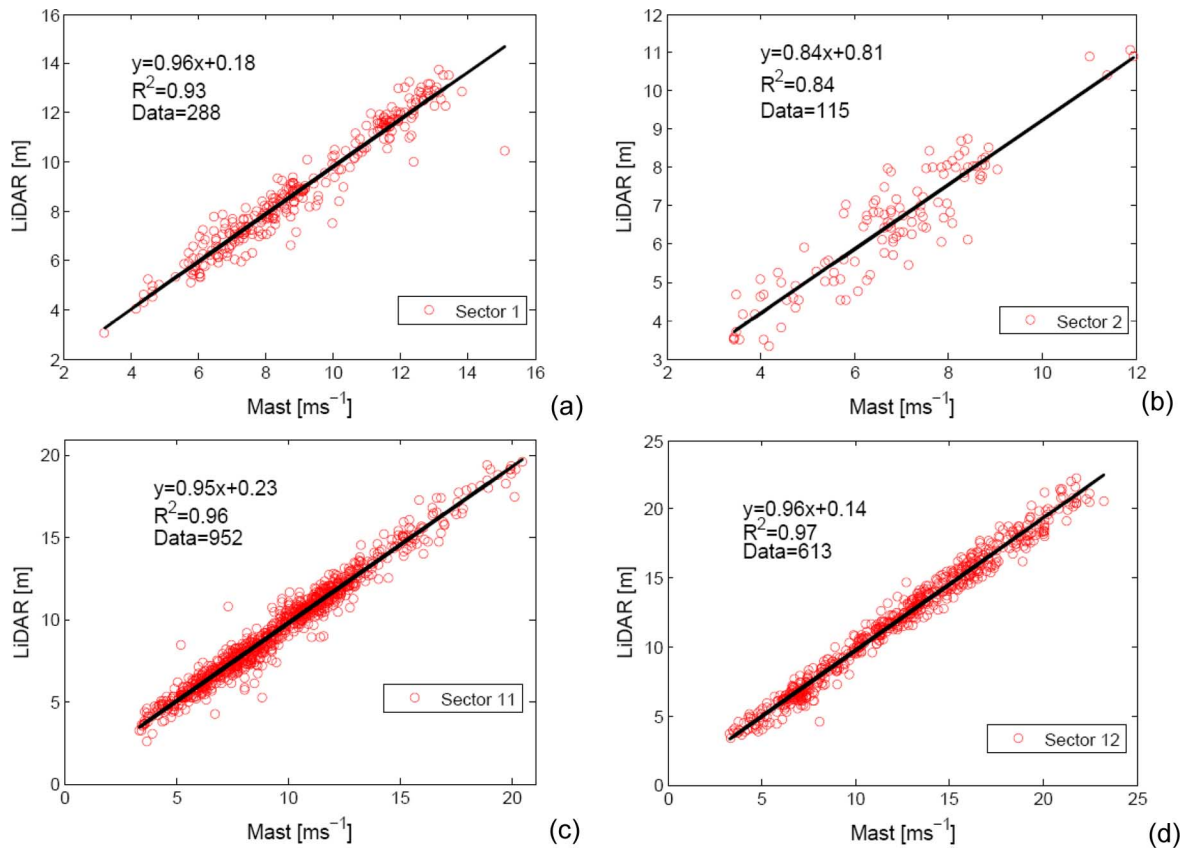 16
14
12
10
8
6
4
2
LiDAR [m]
y=0.96x+0.18
R²=0.93
Data=288
Sector 1
2 4 6 8 10 12 14 16
Mast [ms⁻¹]
(a)
12
11
10
9
8
7
6
5
4
3
LiDAR [m]
y=0.84x+0.81
R²=0.84
Data=115
Sector 2
2 4 6 8 10 12
Mast [ms⁻¹]
(b)
20
15
10
5
0
LiDAR [m]
y=0.95x+0.23
R²=0.96
Data=952
Sector 11
0 5 10 15 20
Mast [ms⁻¹]
(c)
25
20
15
10
5
0
LiDAR [m]
y=0.96x+0.14
R²=0.97
Data=613
Sector 12
0 5 10 15 20 25
Mast [ms⁻¹]
(d)